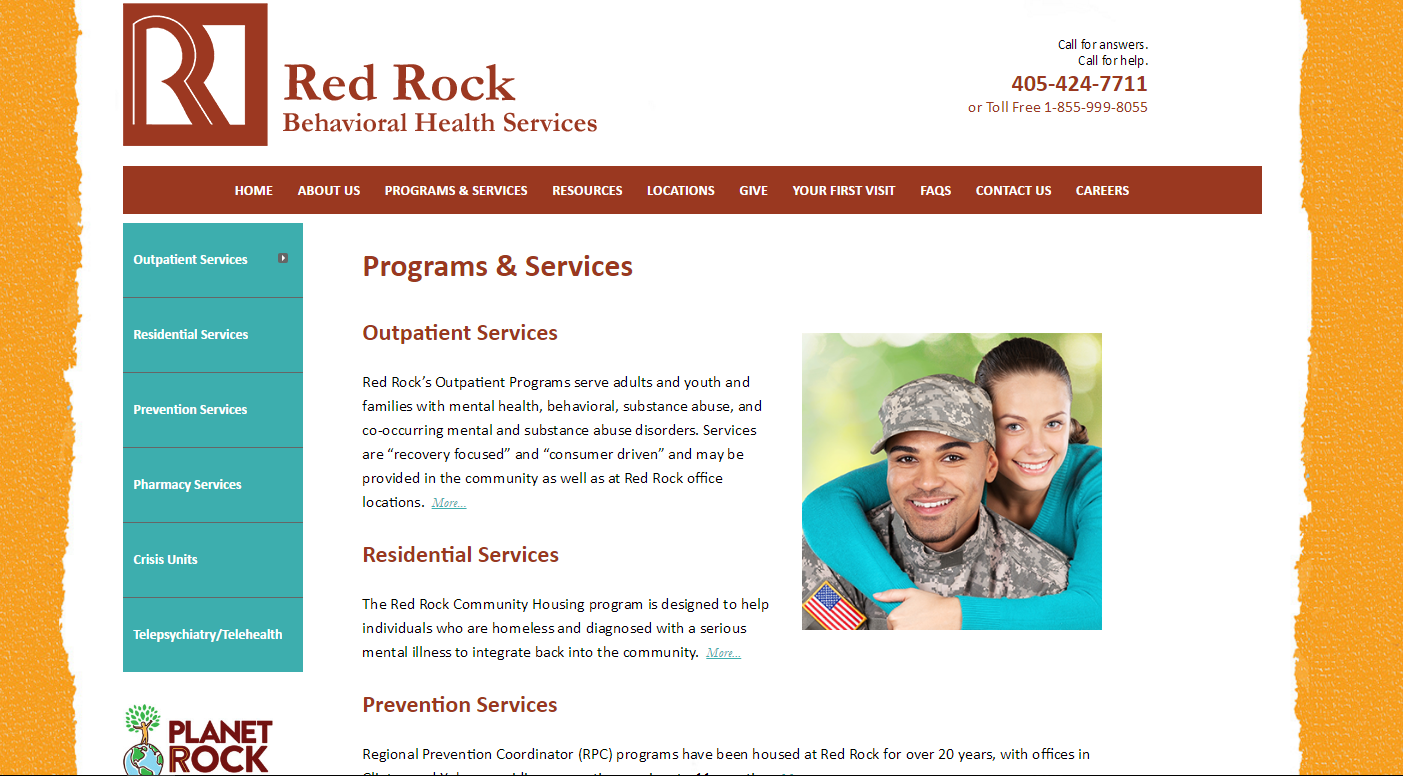 Red Rock
Behavioral Health Services
Call for answers.
Call for help.
405-424-7711
or Toll Free 1-855-999-8055
HOME ABOUT US PROGRAMS & SERVICES RESOURCES LOCATIONS GIVE YOUR FIRST VISIT FAQS CONTACT US CAREERS
Outpatient Services
Residential Services
Prevention Services
Pharmacy Services
Crisis Units
Telepsychiatry/Telehealth
PLANET
ROCK
Programs & Services
Outpatient Services
Red Rock’s Outpatient Programs serve adults and youth and
families with mental health, behavioral, substance abuse, and
co-occurring mental and substance abuse disorders. Services
are “recovery focused” and “consumer driven” and may be
provided in the community as well as at Red Rock office
locations. More...
Residential Services
The Red Rock Community Housing program is designed to help
individuals who are homeless and diagnosed with a serious
mental illness to integrate back into the community. More...
Prevention Services
Regional Prevention Coordinator (RPC) programs have been housed at Red Rock for over 20 years, with offices in